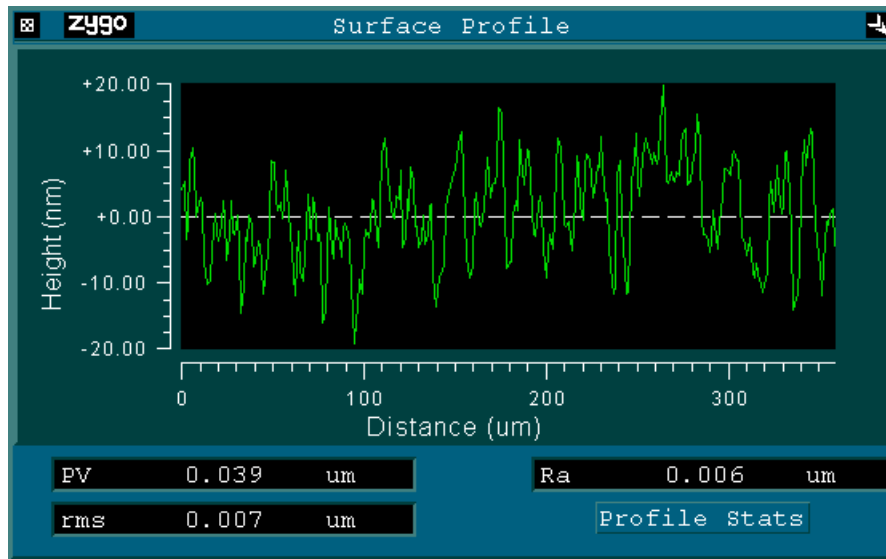 zygo Surface Profile
+20.00
+10.00
+0.00
-10.00
-20.00
Height (nm)
0 100 200 300
Distance (um)
PV 0.039 um Ra 0.006 um
rms 0.007 um Profile Stats